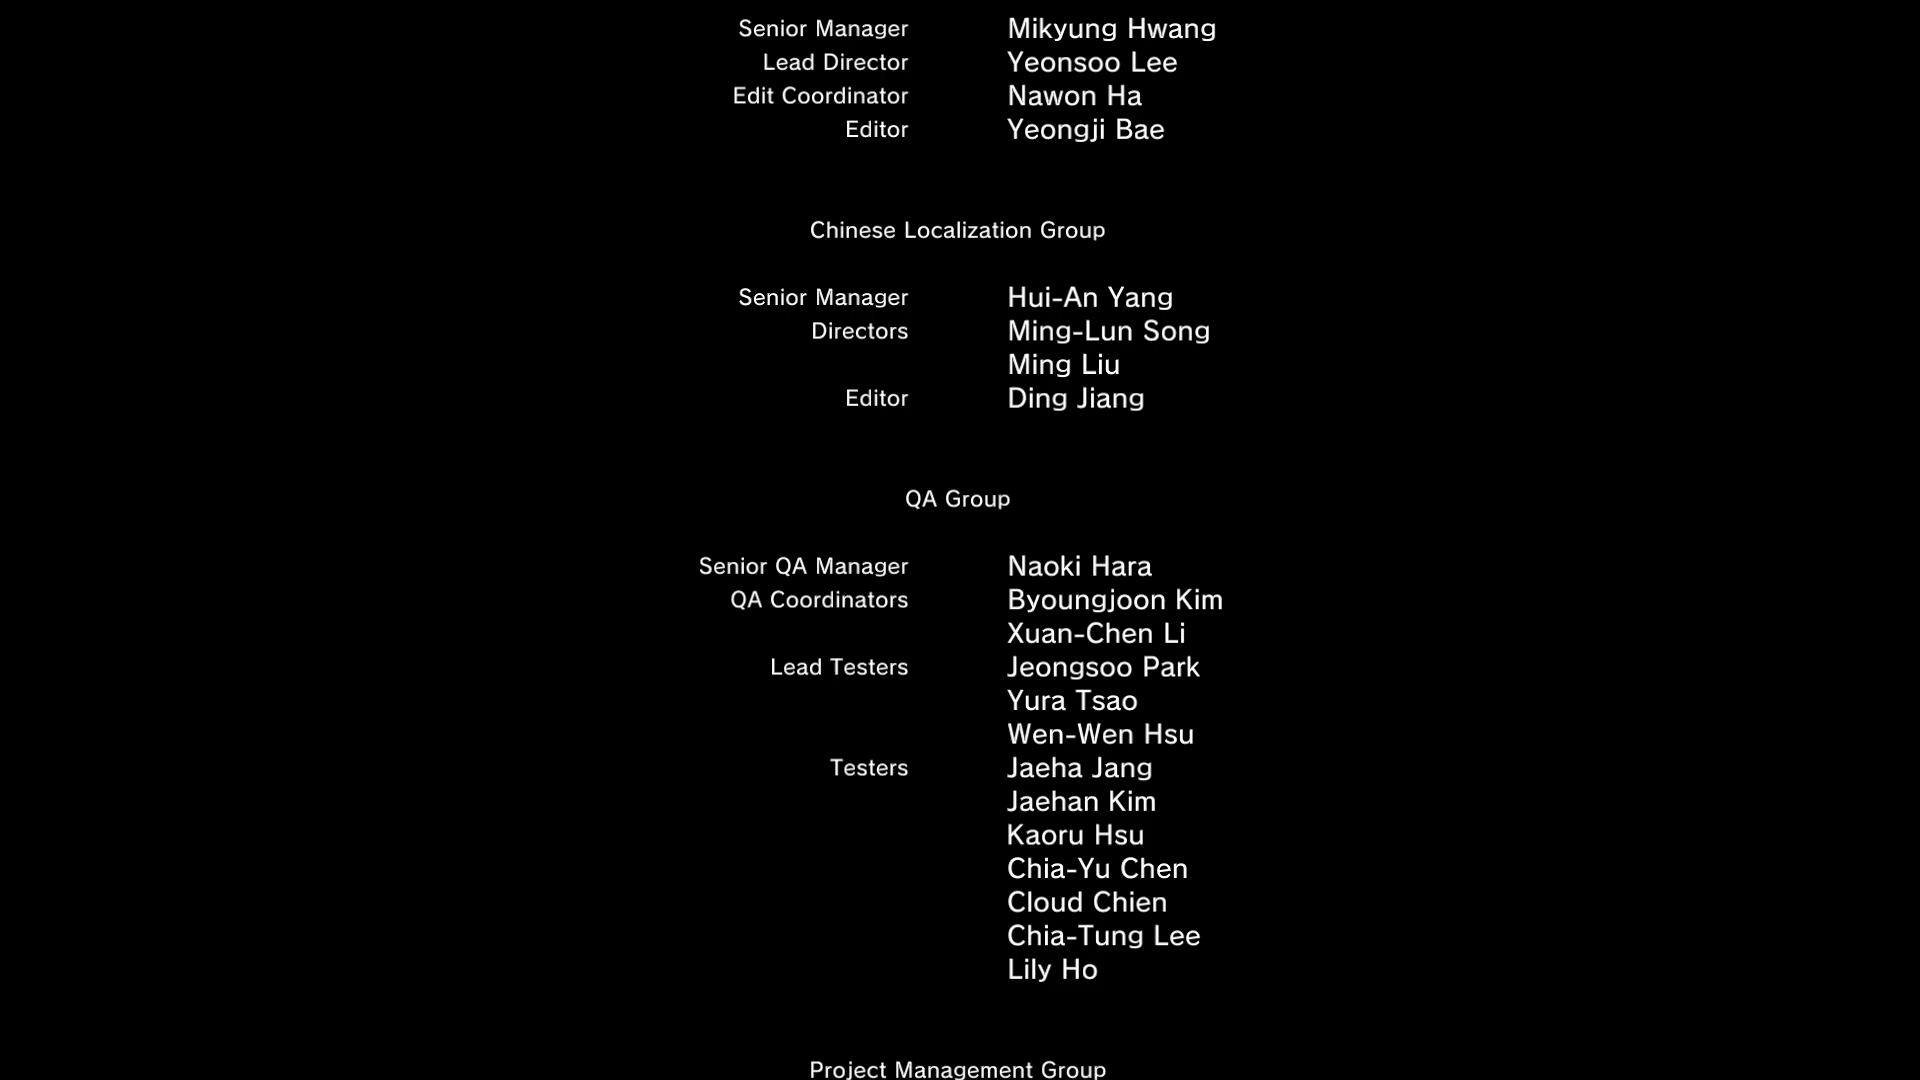 Senior Manager Mikyung Hwang
Lead Director Yeonsoo Lee
Edit Coordinator Nawon Ha
Editor Yeongji Bae
Chinese Localization Group
Senior Manager Hui-An Yang
Directors Ming-Lun Song
Ming Liu
Editor Ding Jiang
QA Group
Senior QA Manager Naoki Hara
QA Coordinators Byoungjoon Kim
Xuan-Chen Li
Lead Testers Jeongsoo Park
Yura Tsao
Wen-Wen Hsu
Testers Jaeha Jang
Jaehan Kim
Kaoru Hsu
Chia-Yu Chen
Cloud Chien
Chia-Tung Lee
Lily Ho
Project Management Group